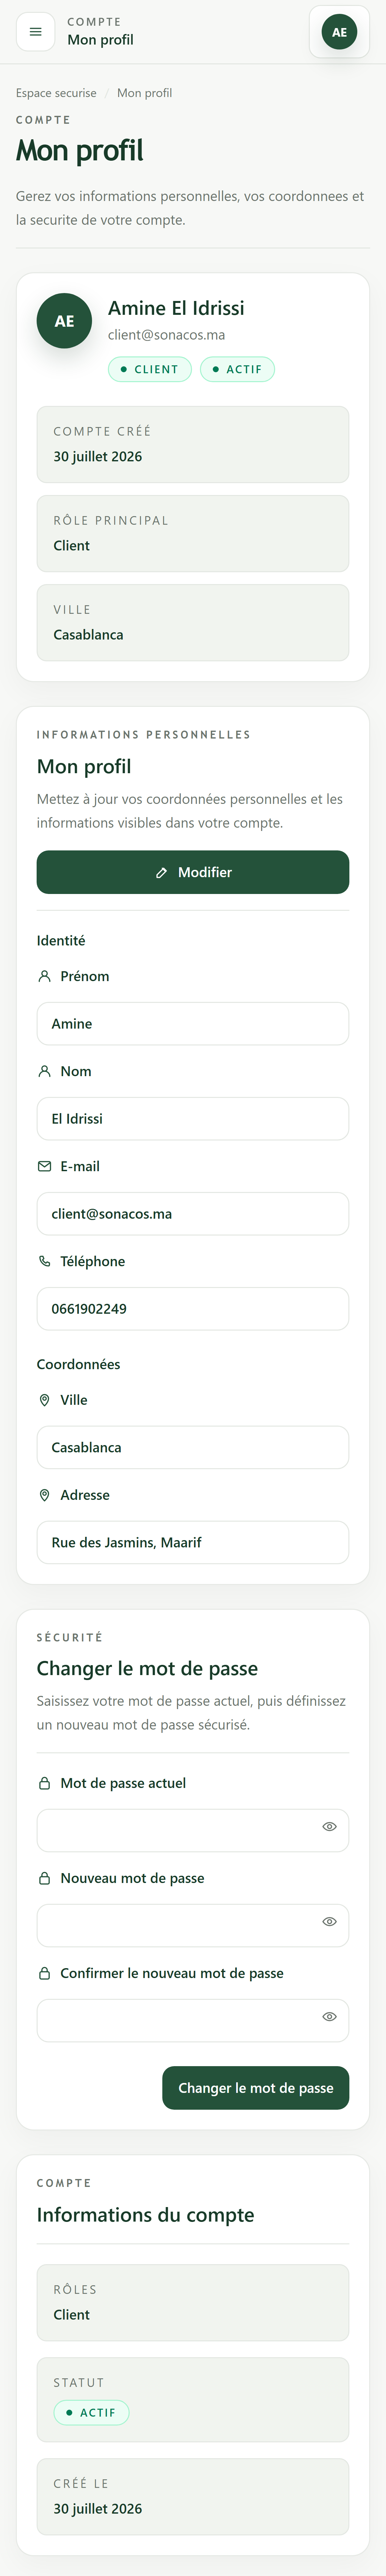 COMPTE
Mon profil
AE
Espace securise / Mon profil
COMPTE
Mon profil
Gerez vos informations personnelles, vos coordonnees et
la securite de votre compte.
AE
Amine El Idrissi
client@sonacos.ma
CLIENT
ACTIF
COMPTE CRÉÉ
30 juillet 2026
RÔLE PRINCIPAL
Client
VILLE
Casablanca
INFORMATIONS PERSONNELLES
Mon profil
Mettez à jour vos coordonnées personnelles et les
informations visibles dans votre compte.
Modifier
Identité
Prénom
Amine
Nom
El Idrissi
E-mail
client@sonacos.ma
Téléphone
0661902249
Coordonnées
Ville
Casablanca
Adresse
Rue des Jasmins, Maarif
SÉCURITÉ
Changer le mot de passe
Saisissez votre mot de passe actuel, puis définissez
un nouveau mot de passe sécurisé.
Mot de passe actuel
Nouveau mot de passe
Confirmer le nouveau mot de passe
Changer le mot de passe
COMPTE
Informations du compte
RÔLES
Client
STATUT
ACTIF
CRÉÉ LE
30 juillet 2026